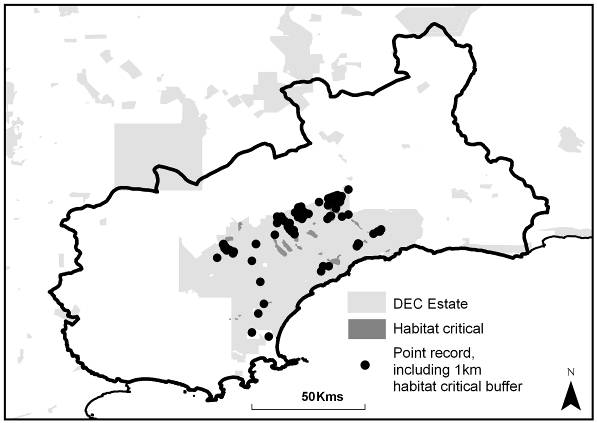 DEC Estate
Habitat critical
Point record,
including 1km
habitat critical buffer
N
50Kms